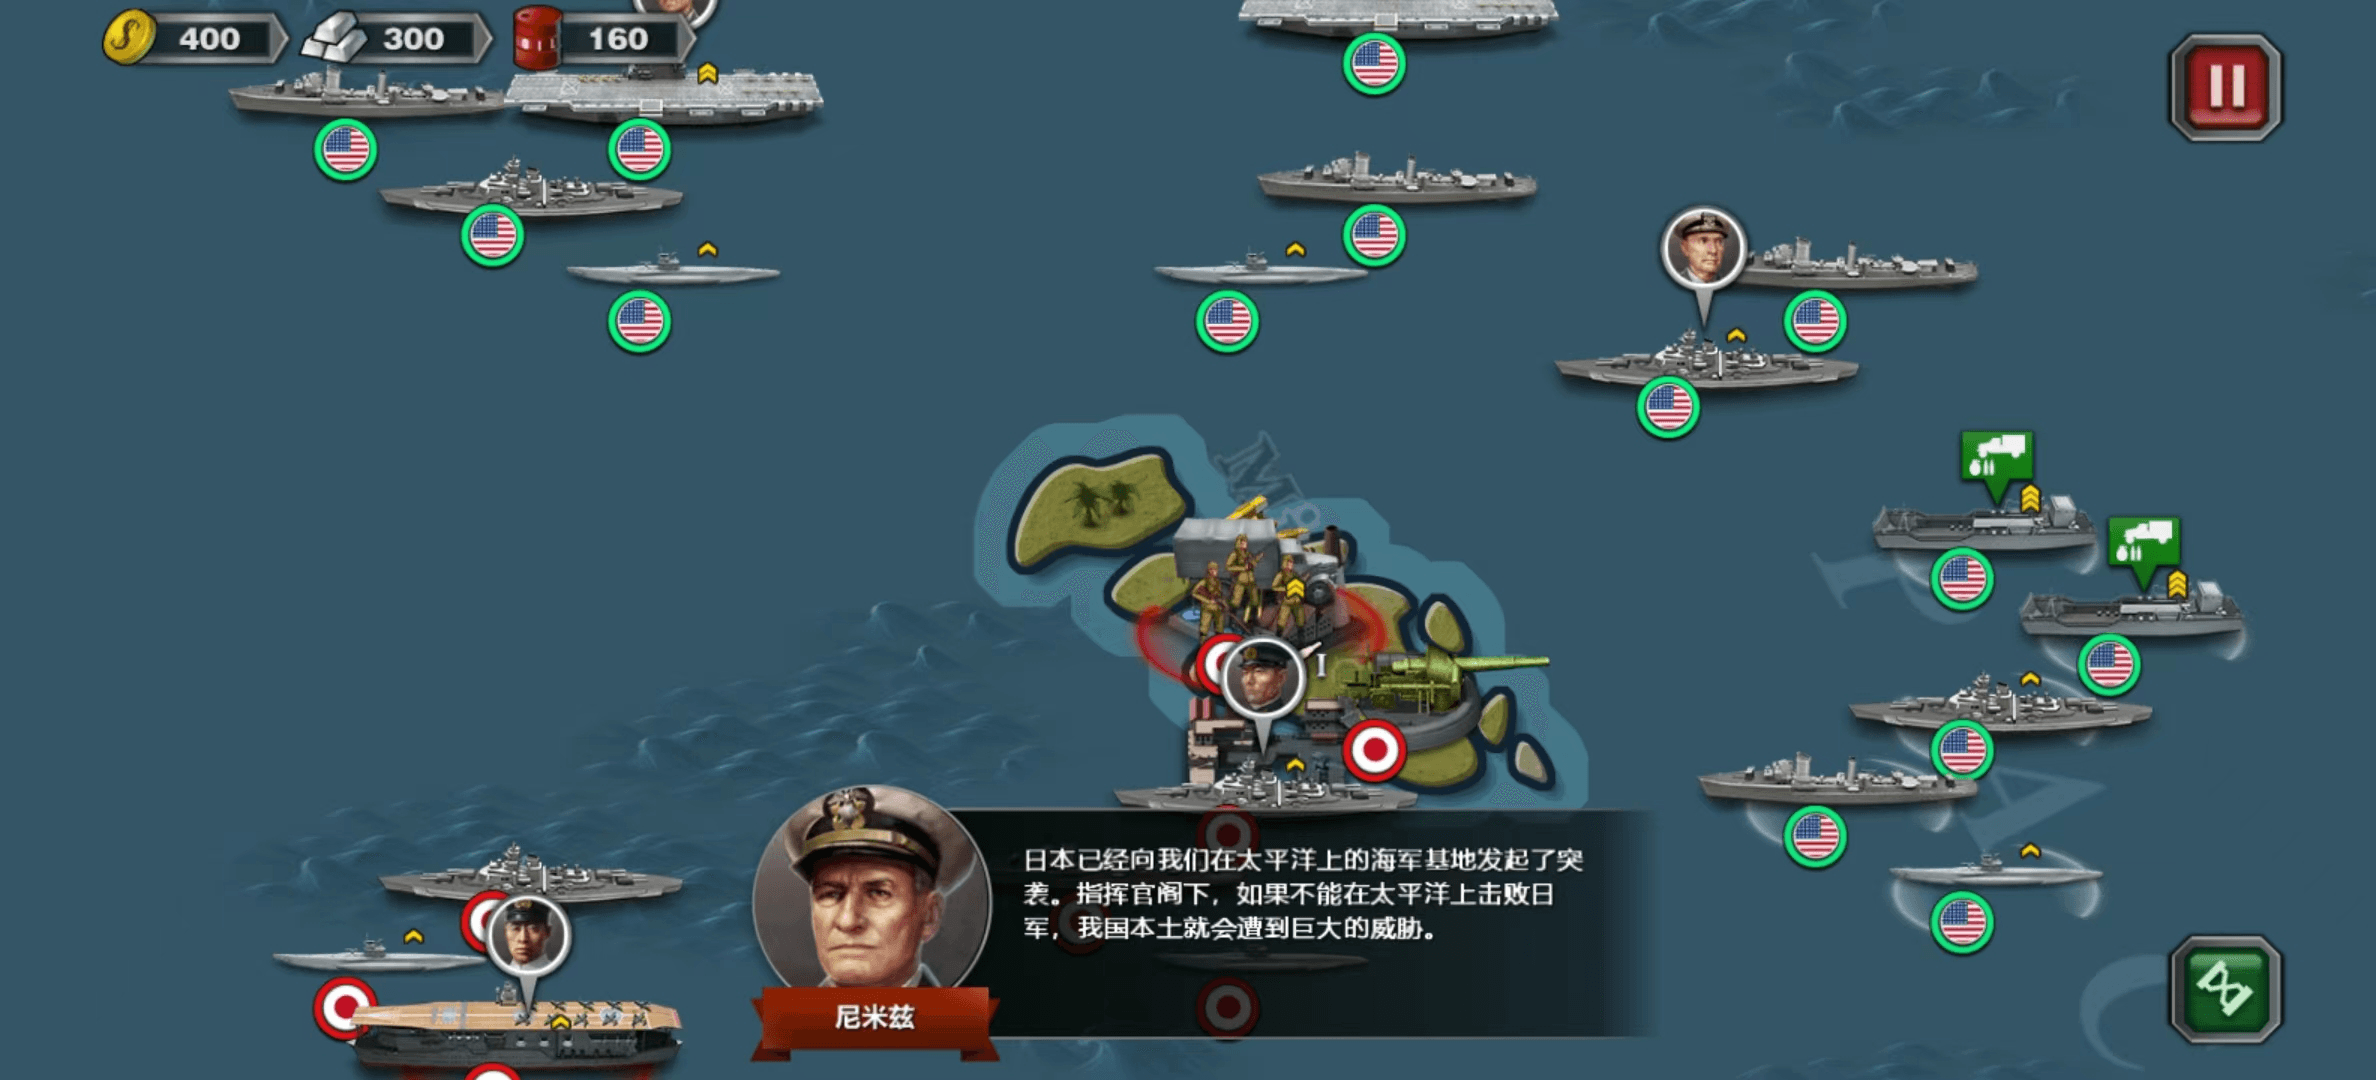 400
300
160
I
日本已经向我们在太平洋上的海军基地发起了突
袭。指挥官阁下，如果不能在太平洋上击败日
军，我国本土就会遭到巨大的威胁。
尼米兹